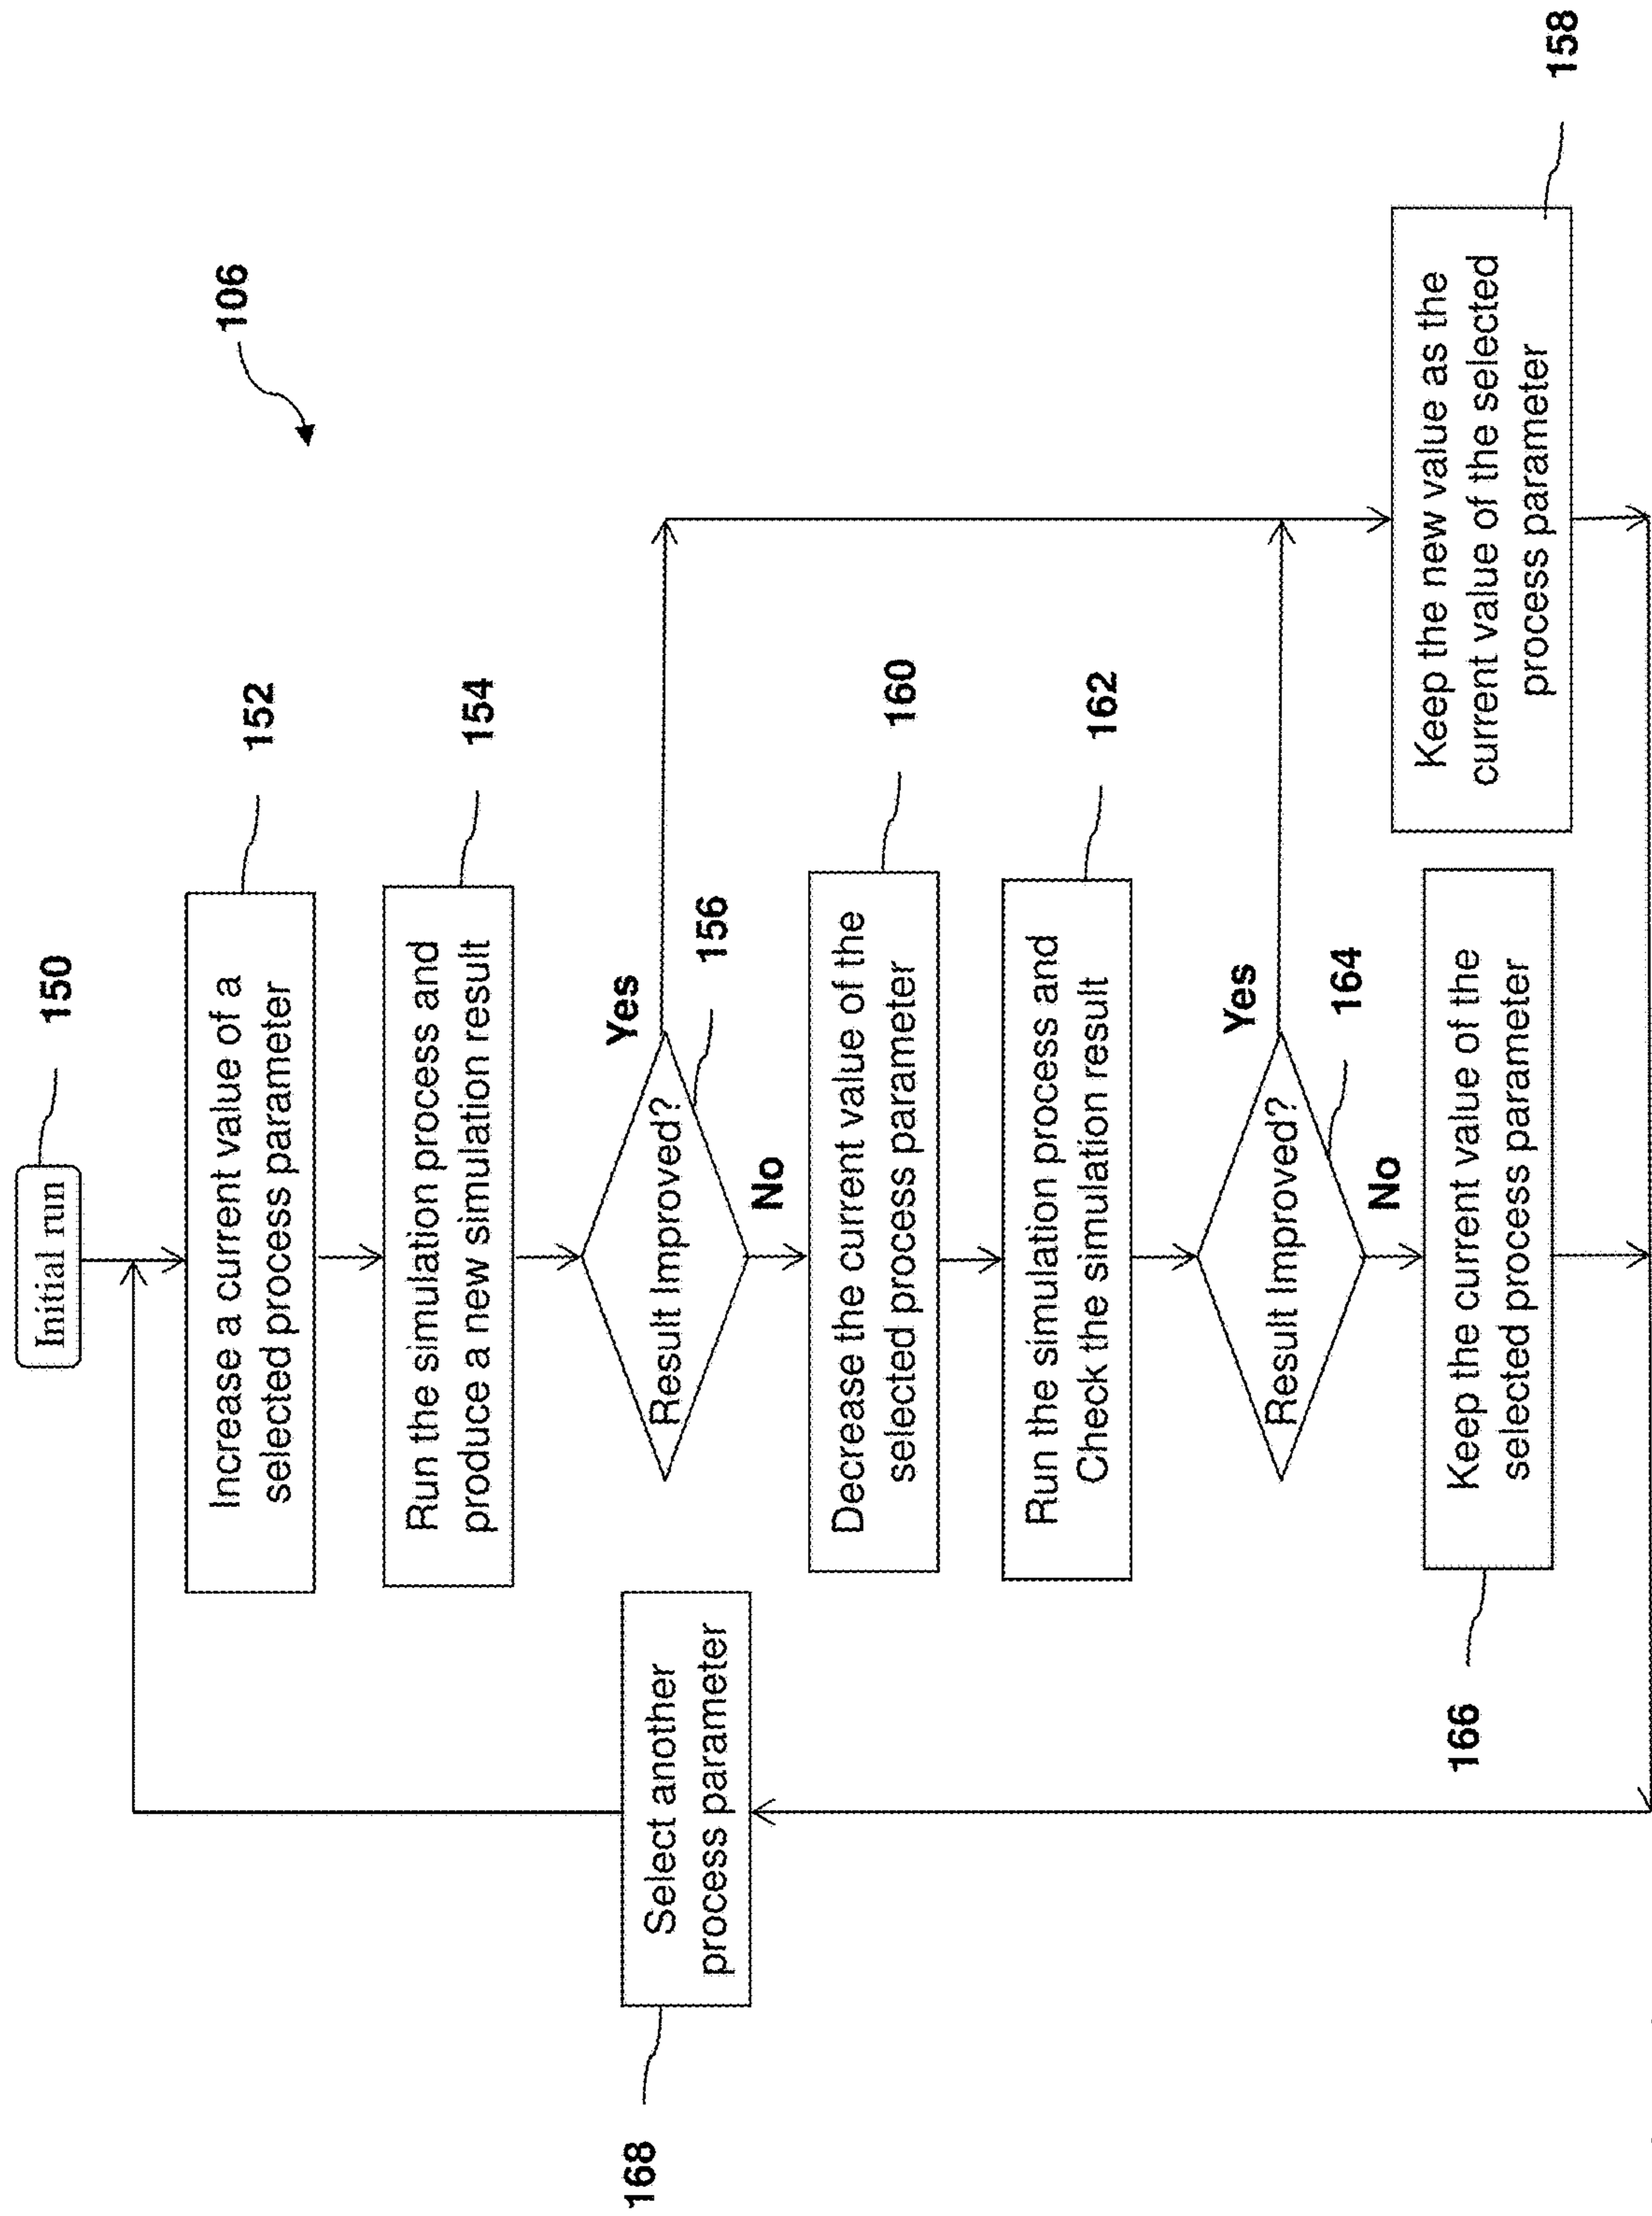 106
Initial run
150
Increase a current value of a
selected process parameter
152
Run the simulation process and
produce a new simulation result
154
Result Improved?
Yes
156
No
Select another
process parameter
168
Decrease the current value of the
selected process parameter
160
Run the simulation process and
Check the simulation result
162
Result Improved?
Yes
164
No
Keep the current value of the
selected process parameter
166
Keep the new value as the
current value of the selected
process parameter
158